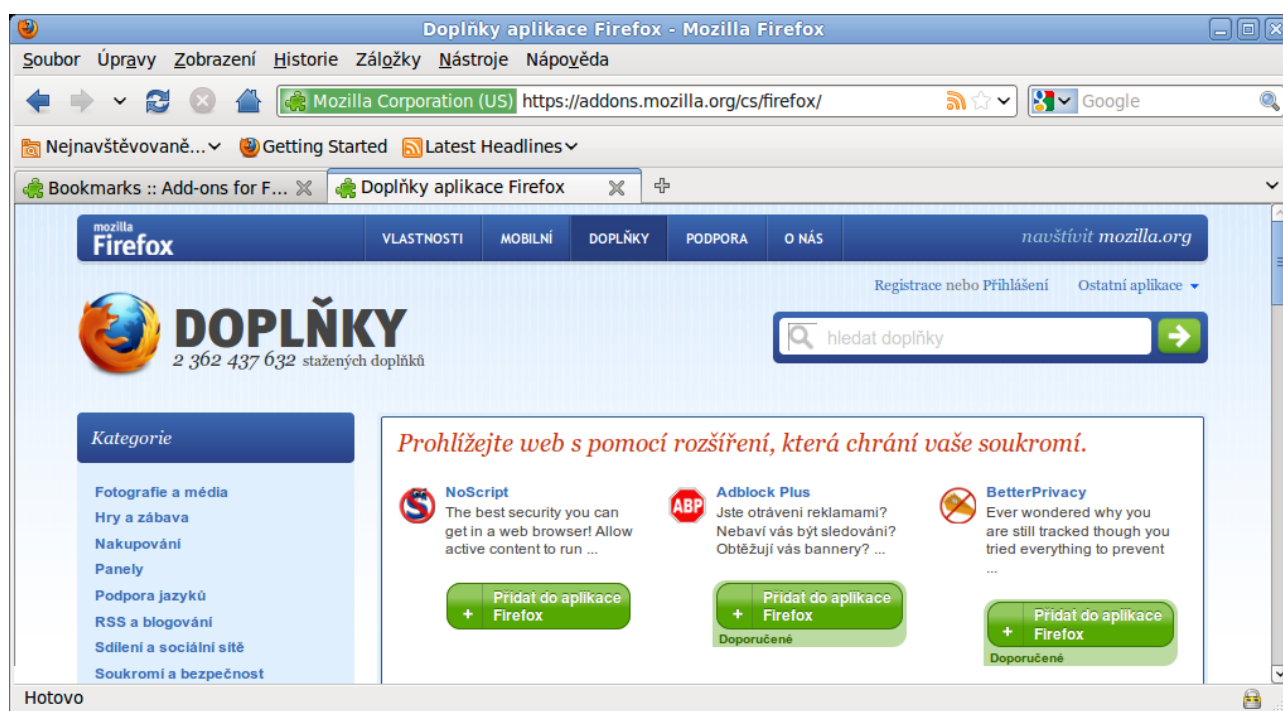 Doplňky aplikace Firefox - Mozilla Firefox
Soubor Úpravy Zobrazení Historie Záložky Nástroje Nápověda
Mozilla Corporation (US) https://addons.mozilla.org/cs/firefox/ Google
Nejnavštěvovaně... Getting Started Latest Headlines
Bookmarks :: Add-ons for F... Doplňky aplikace Firefox
mozilla
Firefox VLASTNOSTI MOBILNÍ DOPLŇKY PODPORA O NÁS navštívit mozilla.org
Registrace nebo Přihlášení Ostatní aplikace
DOPLŇKY
hledat doplňky
2 362 437 632 stažených doplňků
Kategorie
Fotografie a média
Hry a zábava
Nakupování
Panely
Podpora jazyků
RSS a blogování
Sdílení a sociální sítě
Soukromí a bezpečnost
Prohlížejte web s pomocí rozšíření, která chrání vaše soukromí.
NoScript
The best security you can
get in a web browser! Allow
active content to run ...
Přidat do aplikace
Firefox
ABP
Adblock Plus
Jste otráveni reklamami?
Nebaví vás být sledováni?
Obtěžují vás bannery? ...
Přidat do aplikace
Firefox
Doporučené
BetterPrivacy
Ever wondered why you
are still tracked though you
tried everything to prevent
...
Přidat do aplikace
Firefox
Doporučené
Hotovo